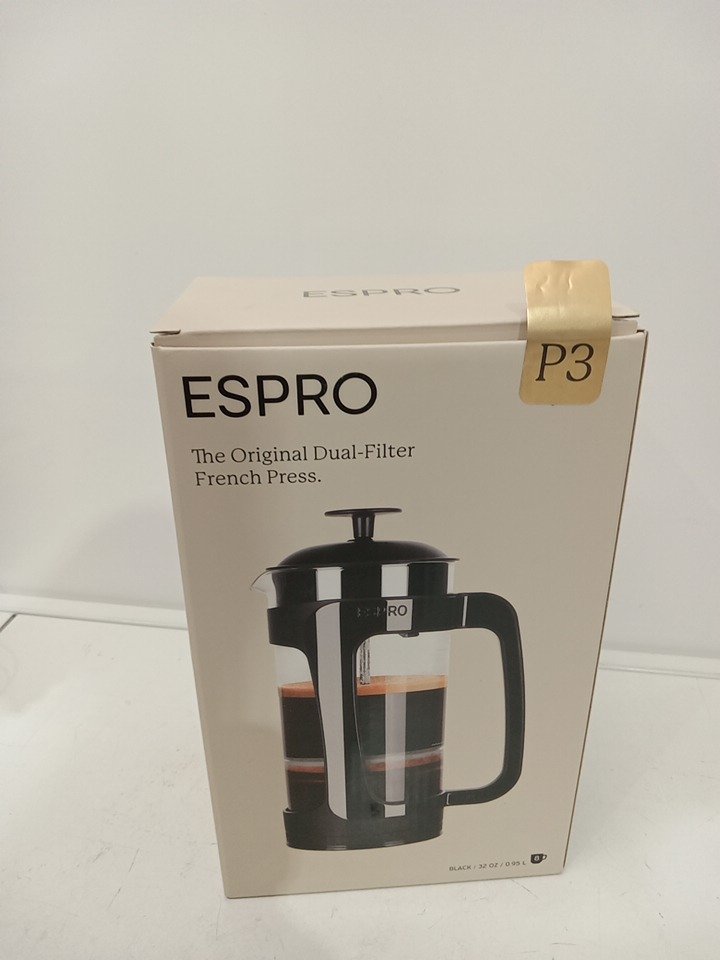 ESPRO
P3
ESPRO
The Original Dual-Filter
French Press.
ESPRO
BLACK / 32 OZ / 0.95 L
8